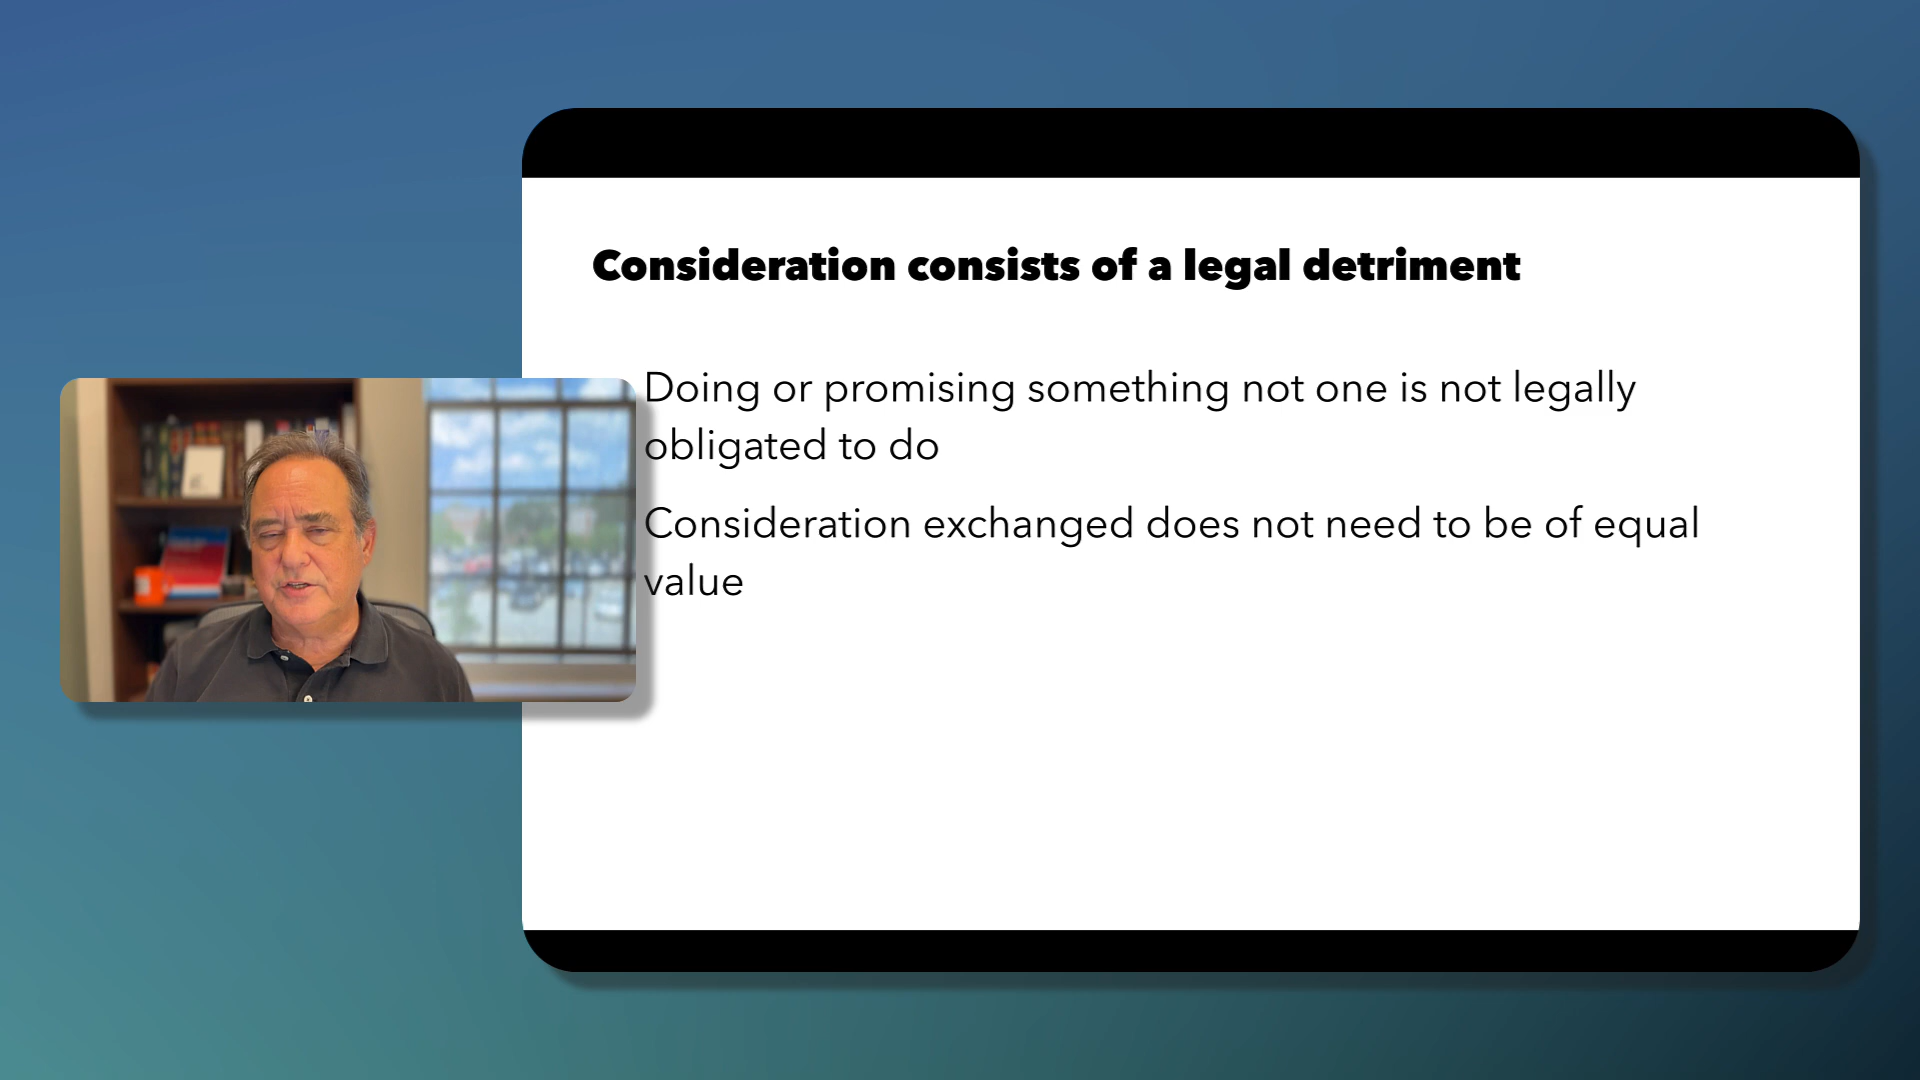 Consideration consists of a legal detriment
Doing or promising something not one is not legally
obligated to do
Consideration exchanged does not need to be of equal
value